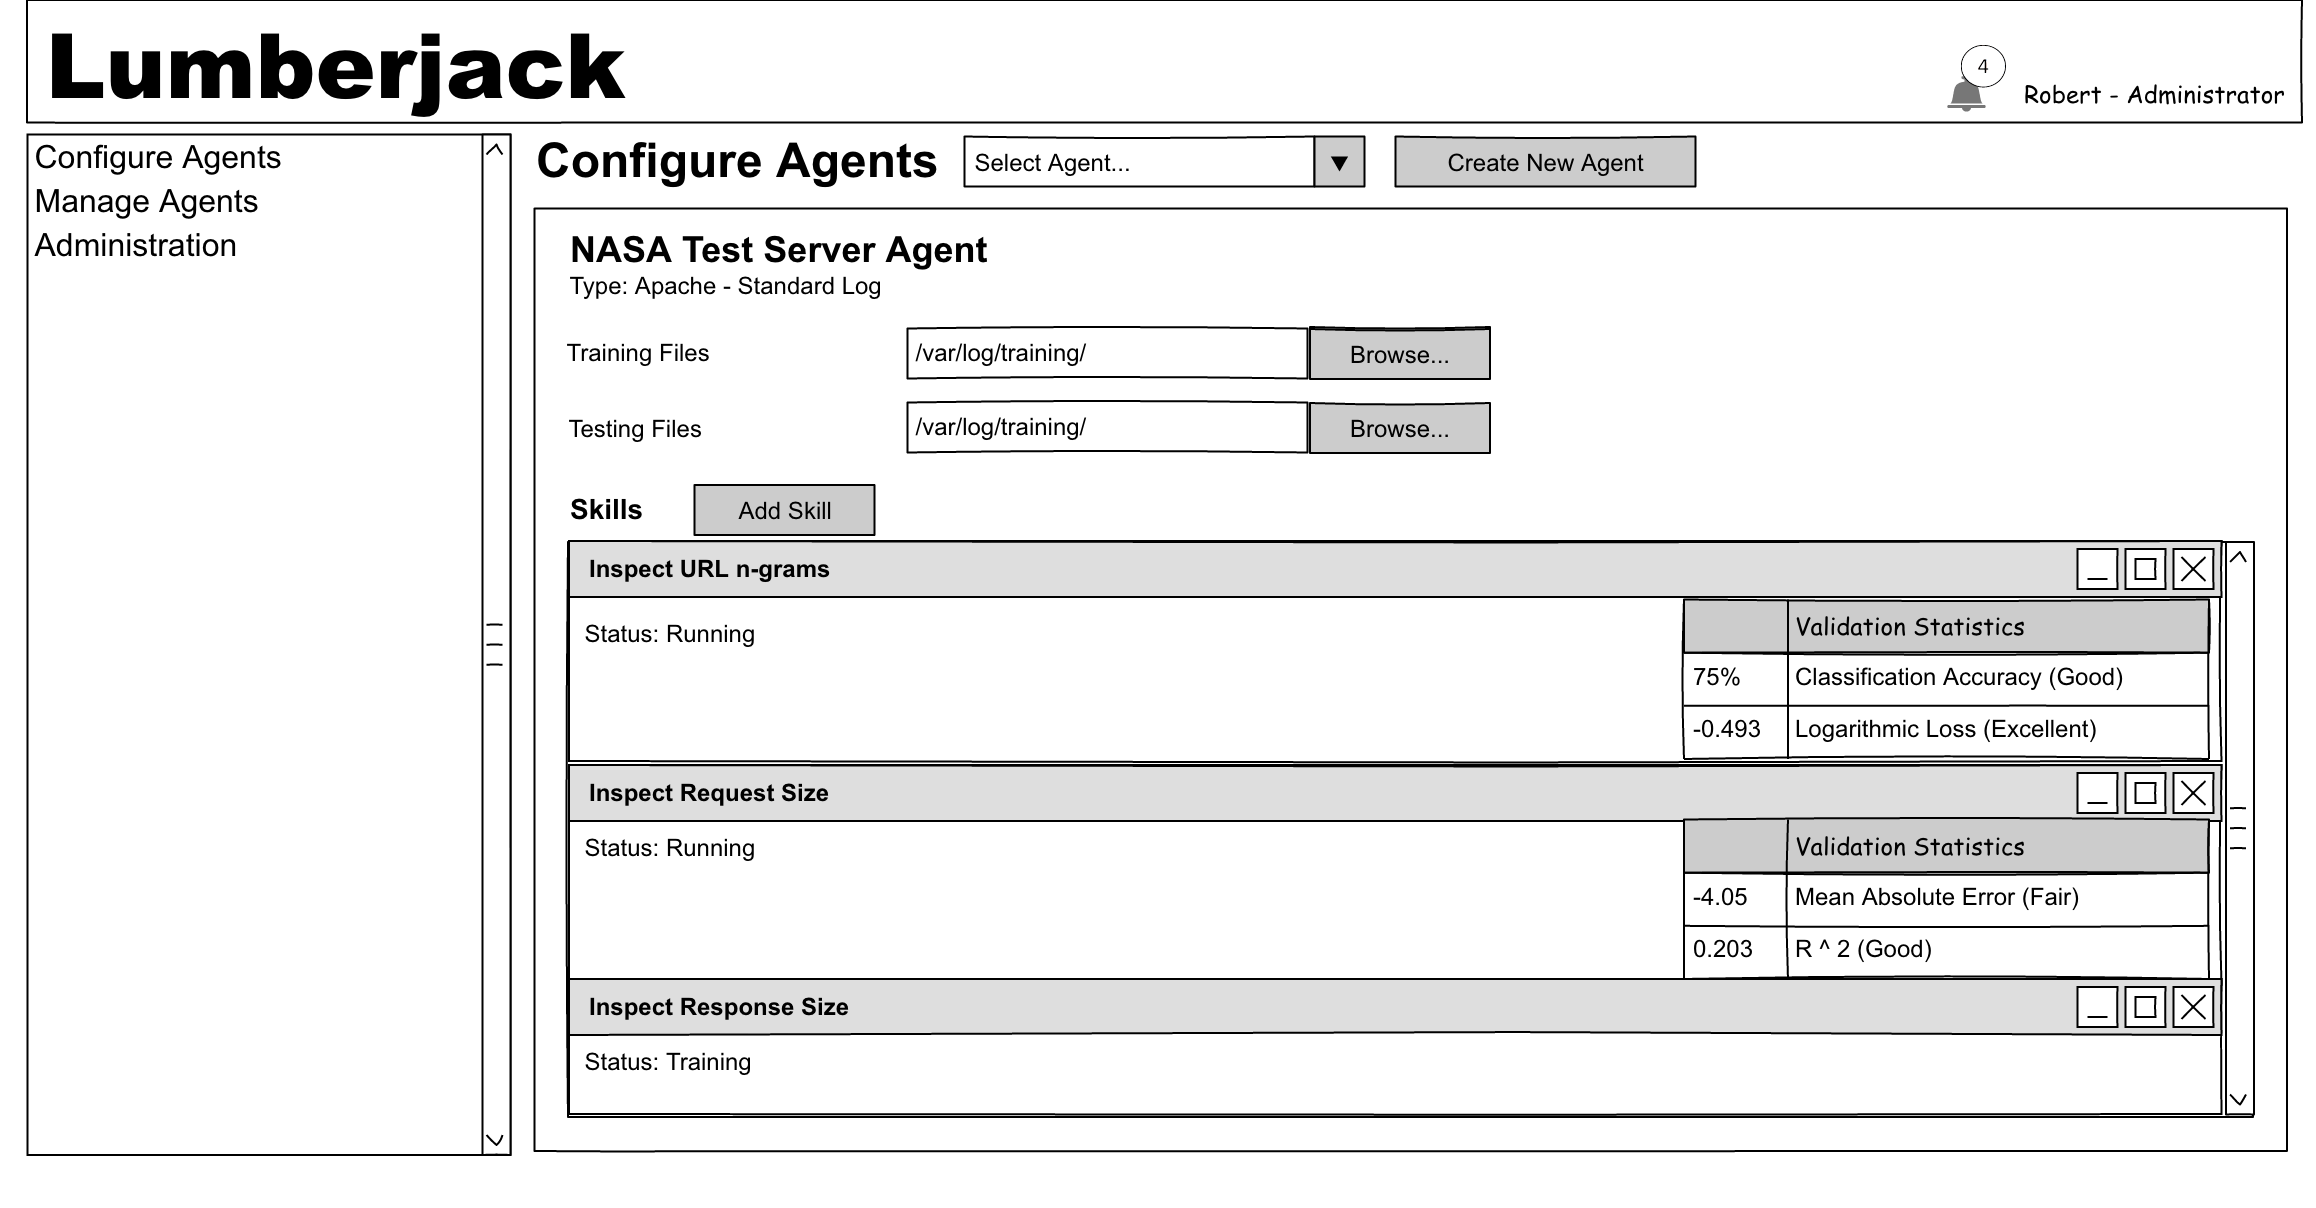 Lumberjack
4
Robert - Administrator
Configure Agents
Manage Agents
Administration
Configure Agents
Select Agent...
Create New Agent
NASA Test Server Agent
Type: Apache - Standard Log
Training Files
/var/log/training/
Browse...
Testing Files
/var/log/training/
Browse...
Skills
Add Skill
Inspect URL n-grams
Status: Running
Validation Statistics
75% Classification Accuracy (Good)
-0.493 Logarithmic Loss (Excellent)
Inspect Request Size
Status: Running
Validation Statistics
-4.05 Mean Absolute Error (Fair)
0.203 R ^ 2 (Good)
Inspect Response Size
Status: Training